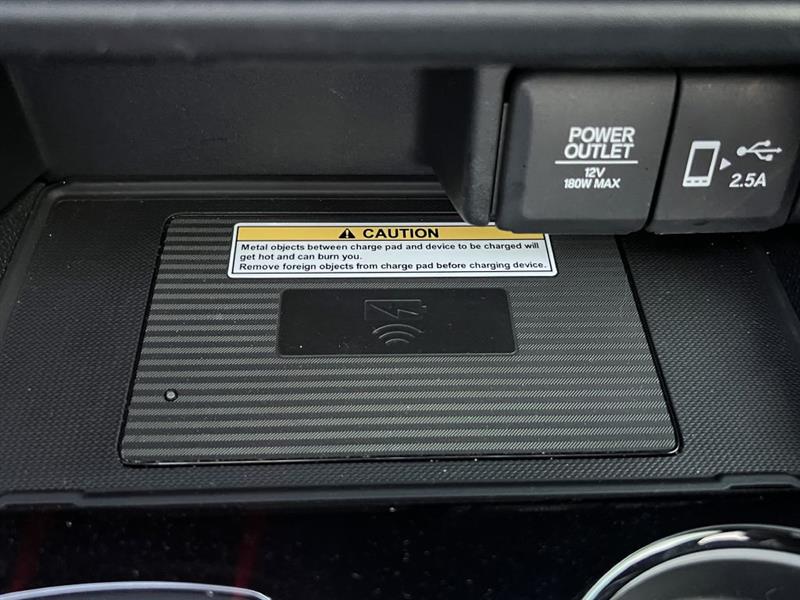 POWER
OUTLET
12V
180W MAX
2.5A
CAUTION
Metal objects between charge pad and device to be charged will
get hot and can burn you.
Remove foreign objects from charge pad before charging device.